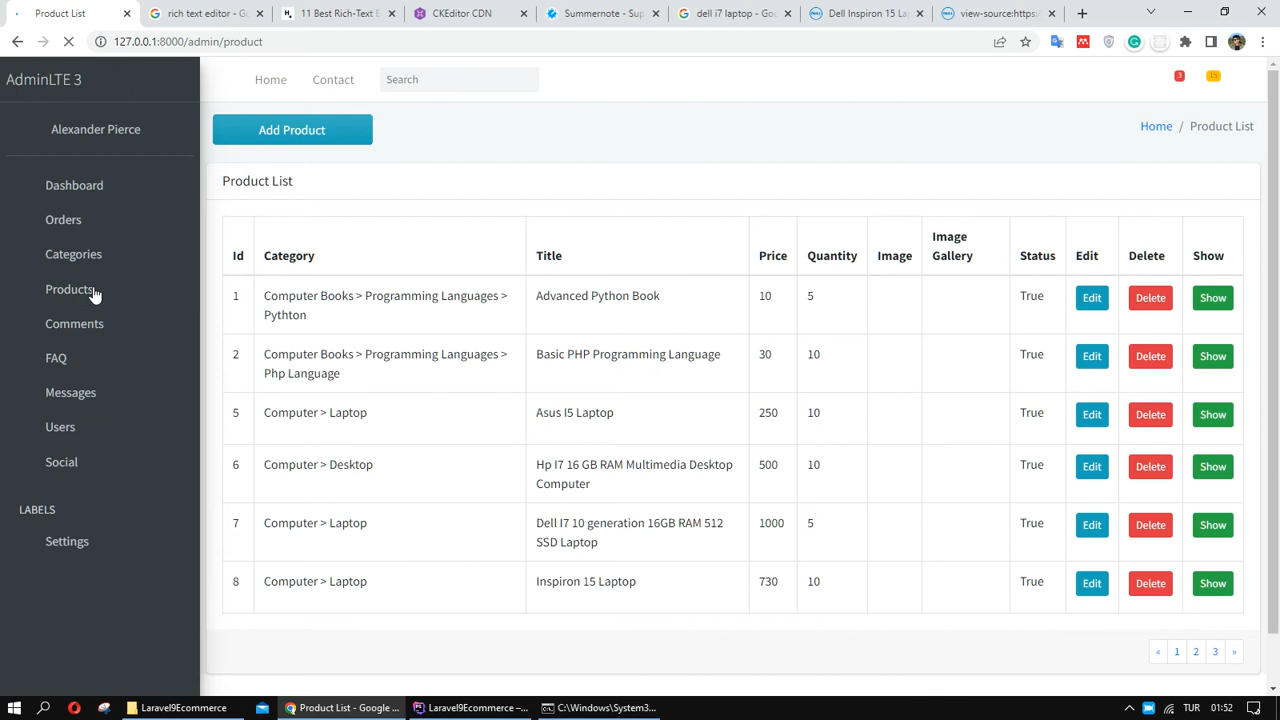 Product List
rich text editor - Go
11 Best Rich-Text E
CKEditor CDN
Summernote - Sup
dell i7 laptop - Goo
Dell Inspiron 15 Lap
view-source:https:/
127.0.0.1:8000/admin/product
AdminLTE 3
Home
Contact
Search
3
15
Alexander Pierce
Dashboard
Orders
Categories
Products
Comments
FAQ
Messages
Users
Social
LABELS
Settings
Add Product
Home / Product List
Product List
Id Category Title Price Quantity Image Image Gallery Status Edit Delete Show
1 Computer Books > Programming Languages > Advanced Python Book 10 5 True Edit Delete Show
Pythton
2 Computer Books > Programming Languages > Basic PHP Programming Language 30 10 True Edit Delete Show
Php Language
5 Computer > Laptop Asus I5 Laptop 250 10 True Edit Delete Show
6 Computer > Desktop Hp I7 16 GB RAM Multimedia Desktop 500 10 True Edit Delete Show
Computer
7 Computer > Laptop Dell I7 10 generation 16GB RAM 512 1000 5 True Edit Delete Show
SSD Laptop
8 Computer > Laptop Inspiron 15 Laptop 730 10 True Edit Delete Show
« 1 2 3 »
Laravel9Ecommerce
Product List - Google ...
Laravel9Ecommerce –...
C:\Windows\System3...
TUR
01:52